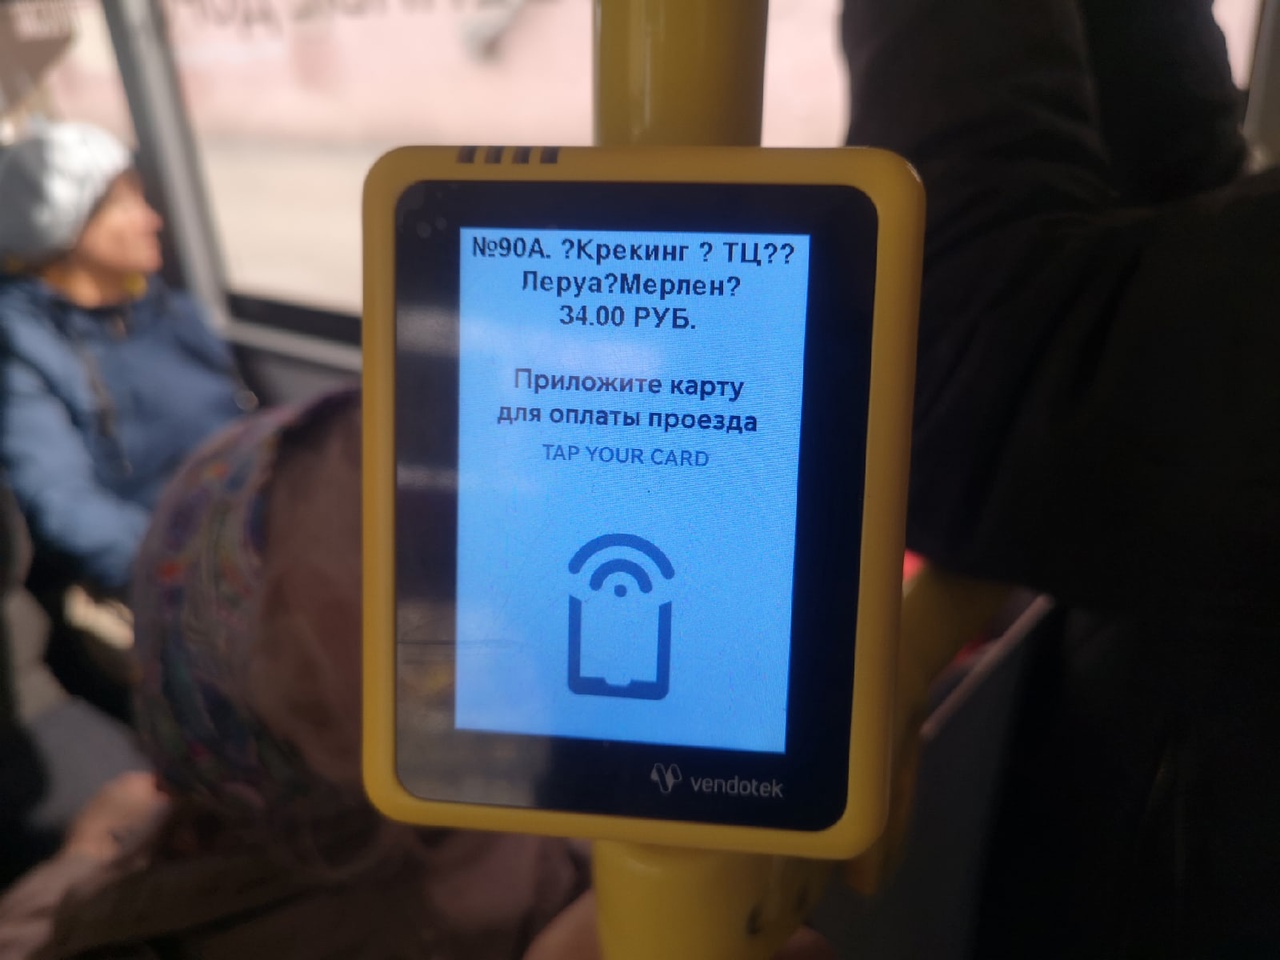 №90А. ?Крекинг ? ТЦ??
Леруа?Мерлен?
34.00 РУБ.
Приложите карту
для оплаты проезда
TAP YOUR CARD
vendotek